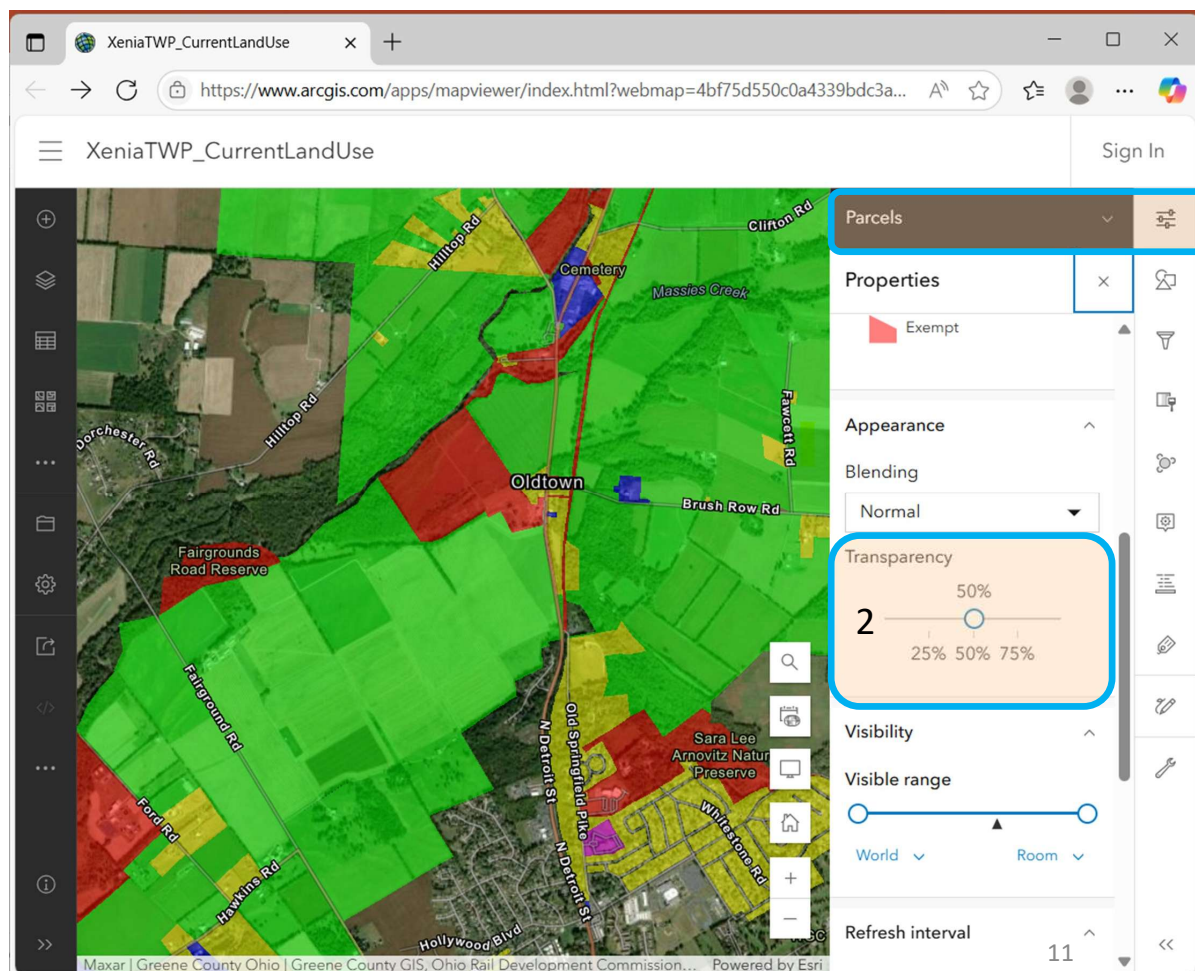 XeniaTWP_CurrentLandUse
https://www.arcgis.com/apps/mapviewer/index.html?webmap=4bf75d550c0a4339bdc3a...
XeniaTWP_CurrentLandUse
Sign In
Hilltop Rd
Clifton Rd
Cemetery
Massies Creek
Hilltop Rd
Dorchester Rd
Fawcett Rd
Oldtown
Brush Row Rd
Fairgrounds
Road Reserve
Fairground Rd
N Detroit St
Old Springfield Pike
Sara Lee
Arnovitz Natur
Preserve
Whitestone Rd
Ford Rd
Hawkins Rd
N Detroit St
Hollywood Blvd
Maxar | Greene County Ohio | Greene County GIS, Ohio Rail Development Commission...
Powered by Esri
Parcels
Properties
Exempt
Appearance
Blending
Normal
Transparency
50%
2
25% 50% 75%
Visibility
Visible range
World
Room
Refresh interval
11